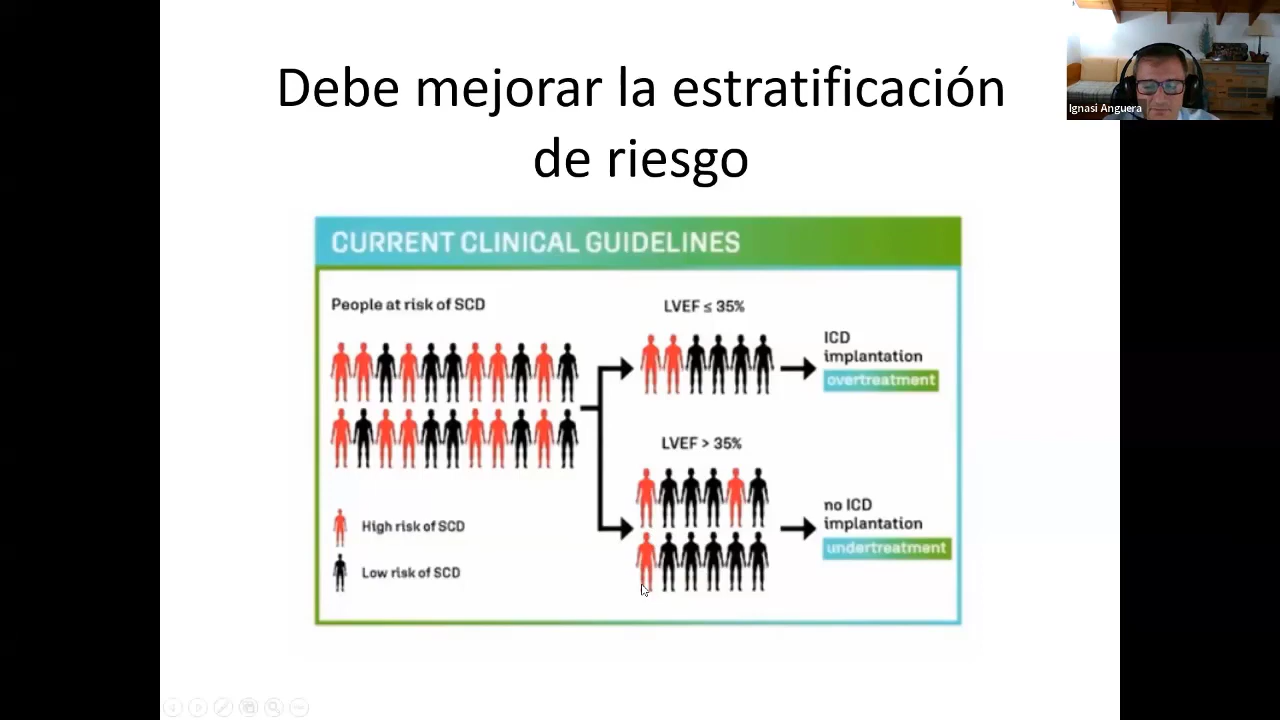 Debe mejorar la estratificación
de riesgo
Ignasi Anguera
CURRENT CLINICAL GUIDELINES
People at risk of SCD
LVEF ≤ 35%
ICD
implantation
overtreatment
LVEF > 35%
no ICD
implantation
undertreatment
High risk of SCD
Low risk of SCD